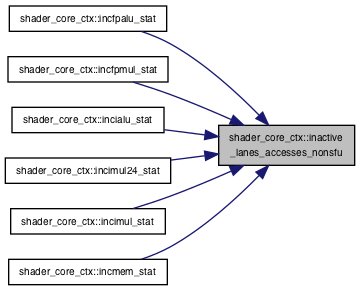 shader_core_ctx::incfpalu_stat
shader_core_ctx::incfpmul_stat
shader_core_ctx::incialu_stat
shader_core_ctx::inactive
_lanes_accesses_nonsfu
shader_core_ctx::incimul24_stat
shader_core_ctx::incimul_stat
shader_core_ctx::incmem_stat